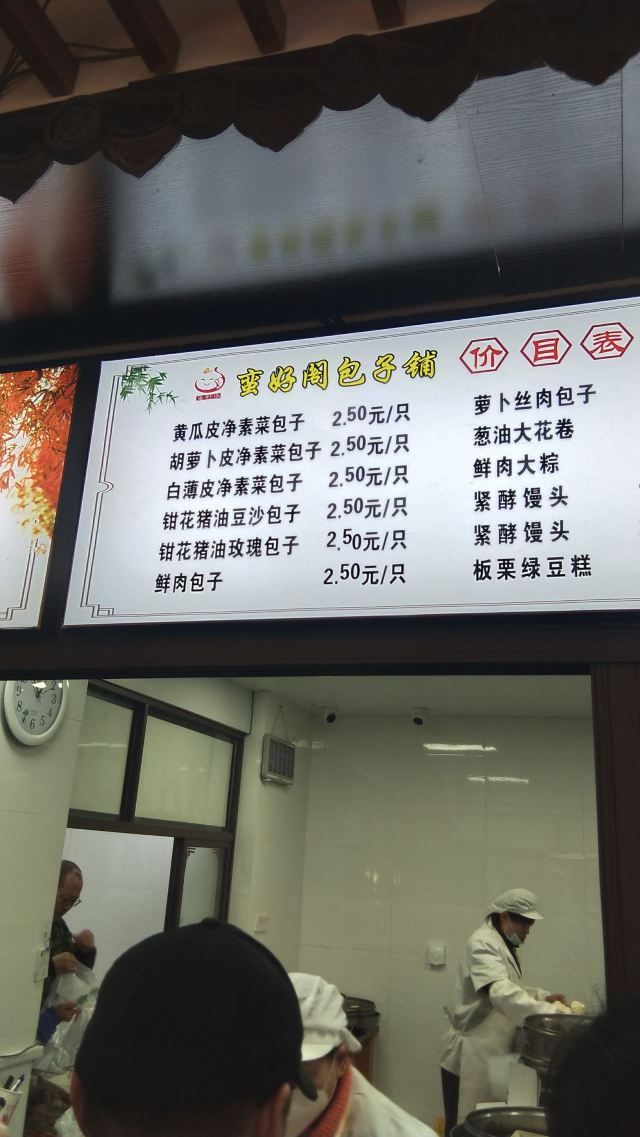 蛮好阁包子铺 价目表
黄瓜皮净素菜包子 2.50元/只
胡萝卜皮净素菜包子 2.50元/只
白薄皮净素菜包子 2.50元/只
钳花猪油豆沙包子 2.50元/只
钳花猪油玫瑰包子 2.50元/只
鲜肉包子 2.50元/只
萝卜丝肉包子
葱油大花卷
鲜肉大粽
紧酵馒头
紧酵馒头
板栗绿豆糕